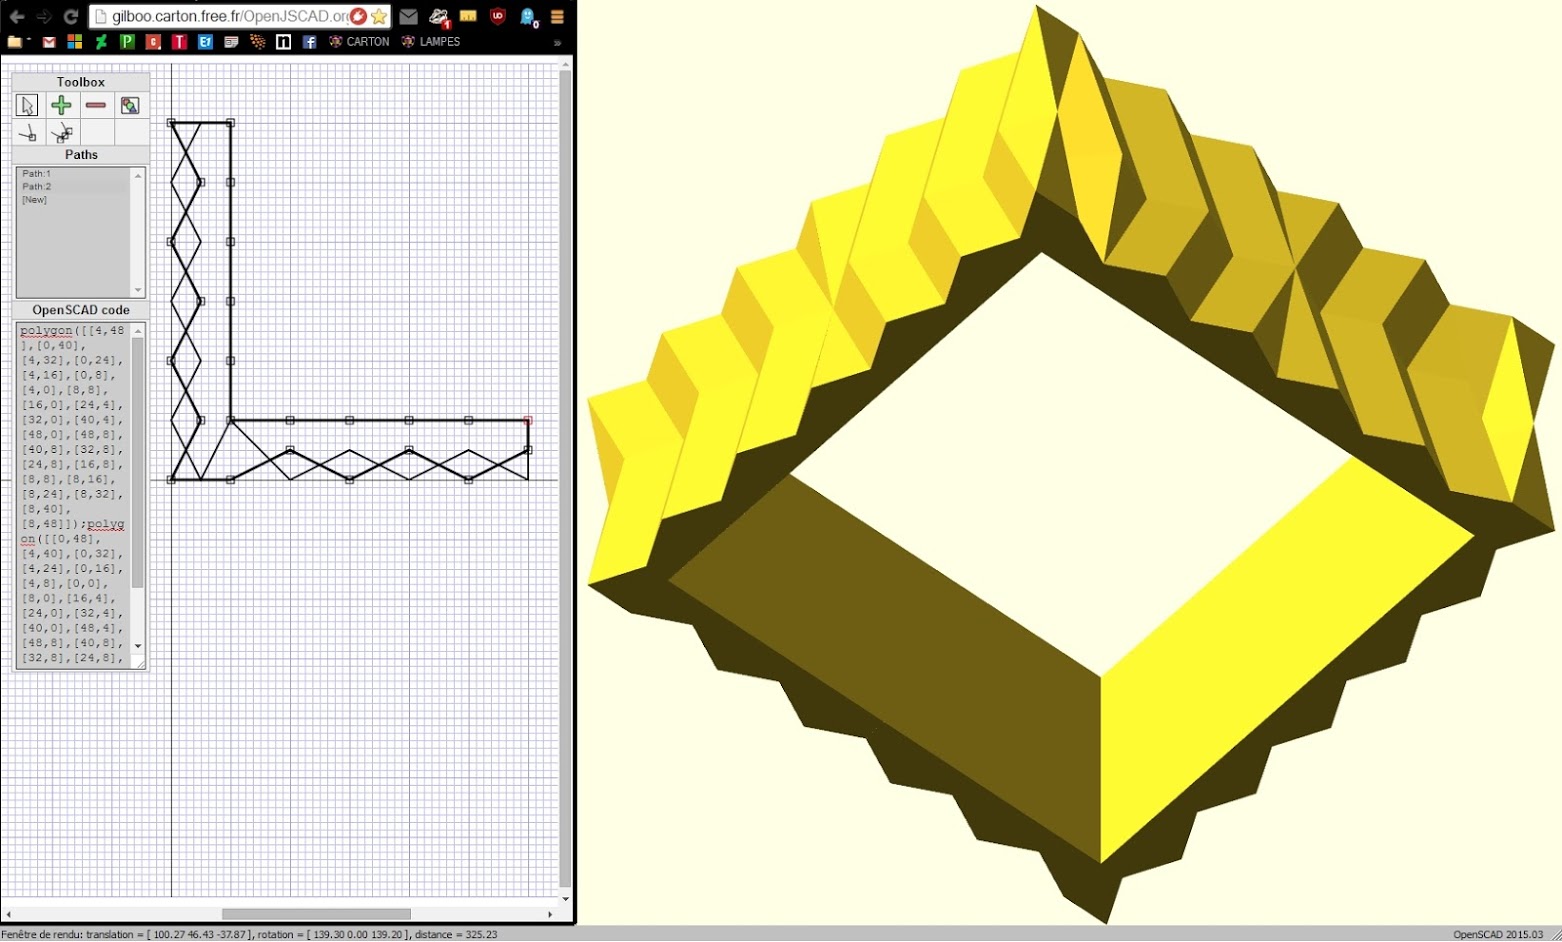 gilboo.carton.free.fr/OpenJSCAD.org
CARTON
LAMPES
Toolbox
Paths
Path:1
Path:2
[New]
OpenSCAD code
polygon([[4,48
],[0,40],
[4,32],[0,24],
[4,16],[0,8],
[4,0],[8,8],
[16,0],[24,4],
[32,0],[40,4],
[48,0],[48,8],
[40,8],[32,8],
[24,8],[16,8],
[8,8],[8,16],
[8,24],[8,32],
[8,40],
[8,48]]);polyg
on([[0,48],
[4,40],[0,32],
[4,24],[0,16],
[4,8],[0,0],
[8,0],[16,4],
[24,0],[32,4],
[40,0],[48,4],
[48,8],[40,8],
[32,8],[24,8],
Fenêtre de rendu: translation = [ 100.27 46.43 -37.87 ], rotation = [ 139.30 0.00 139.20 ], distance = 325.23
OpenSCAD 2015.03